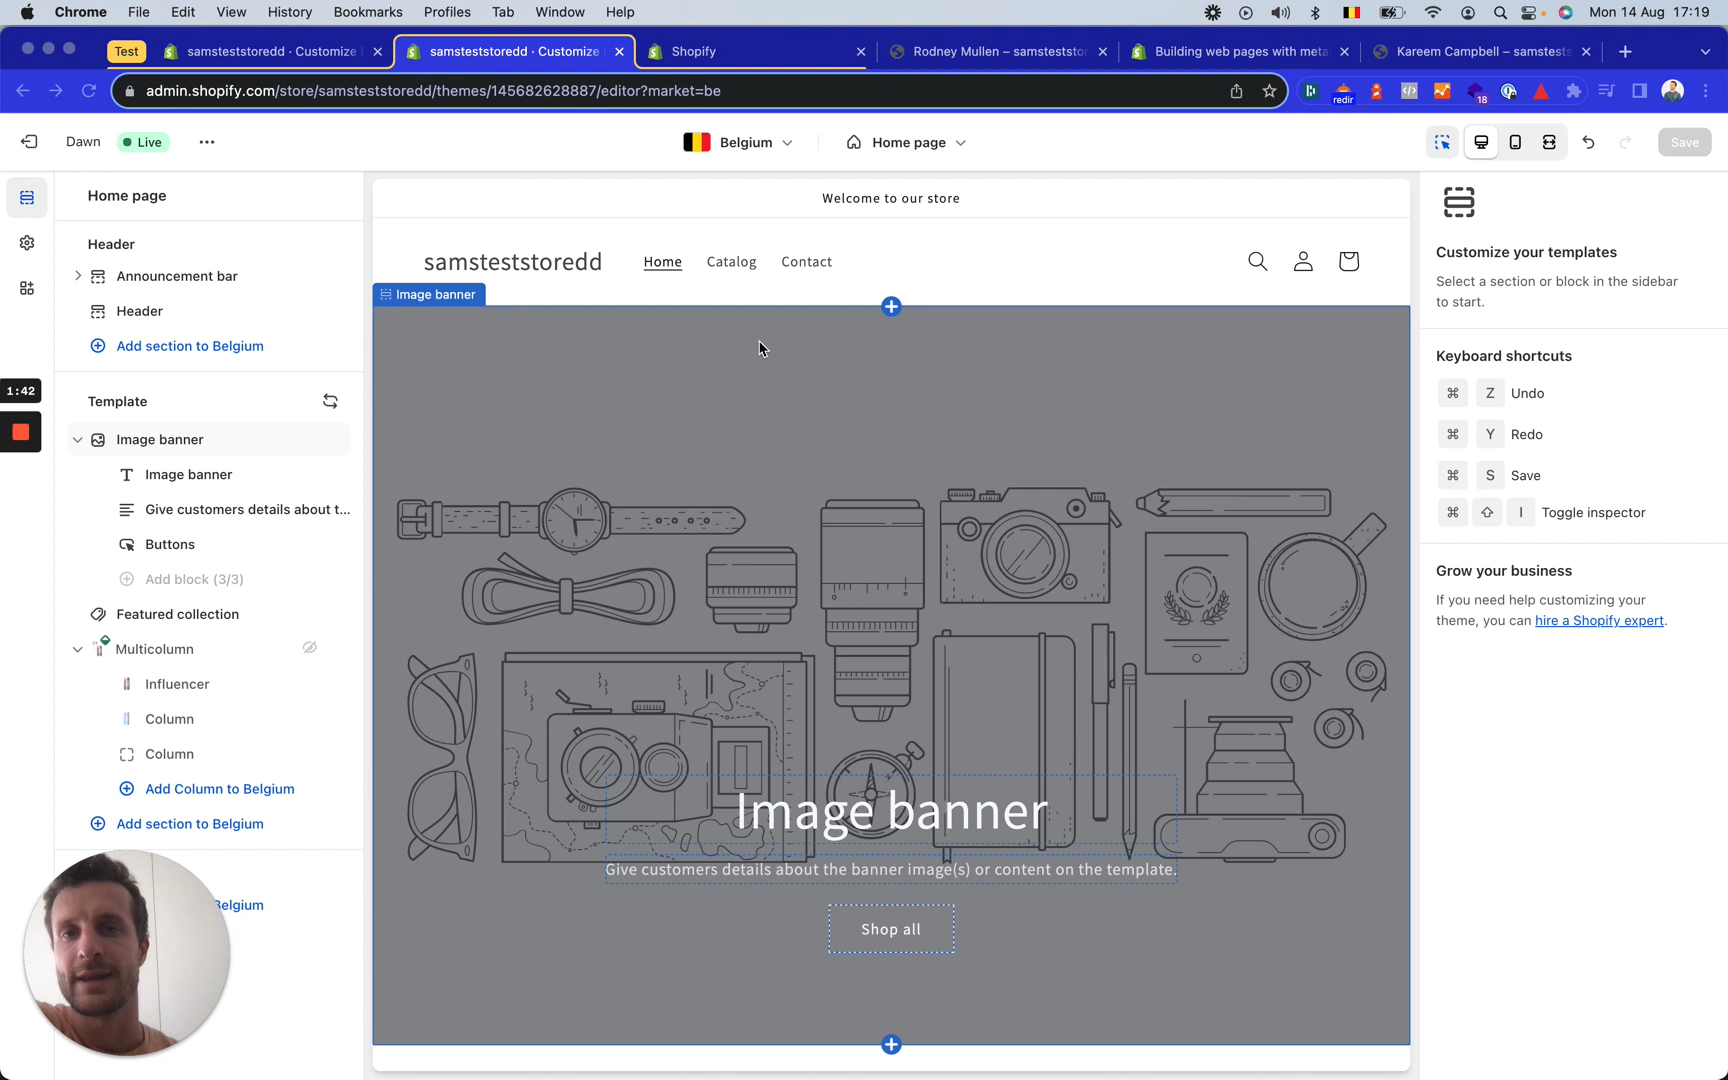 Chrome File Edit View History Bookmarks Profiles Tab Window Help
Mon 14 Aug 17:19
Test
samsteststoredd · Customize
samsteststoredd · Customize
Shopify
Rodney Mullen – samsteststor
Building web pages with meta
Kareem Campbell – samstests
admin.shopify.com/store/samsteststoredd/themes/145682628887/editor?market=be
redir
18
Dawn
Live
Belgium
Home page
Save
Home page
Header
Announcement bar
Header
Add section to Belgium
1:42
Template
Image banner
Image banner
Give customers details about t...
Buttons
Add block (3/3)
Featured collection
Multicolumn
Influencer
Column
Column
Add Column to Belgium
Add section to Belgium
Belgium
Welcome to our store
samsteststoredd
Home
Catalog
Contact
Image banner
Image banner
Give customers details about the banner image(s) or content on the template.
Shop all
Customize your templates
Select a section or block in the sidebar
to start.
Keyboard shortcuts
⌘ Z Undo
⌘ Y Redo
⌘ S Save
⌘ ⇧ I Toggle inspector
Grow your business
If you need help customizing your
theme, you can hire a Shopify expert.